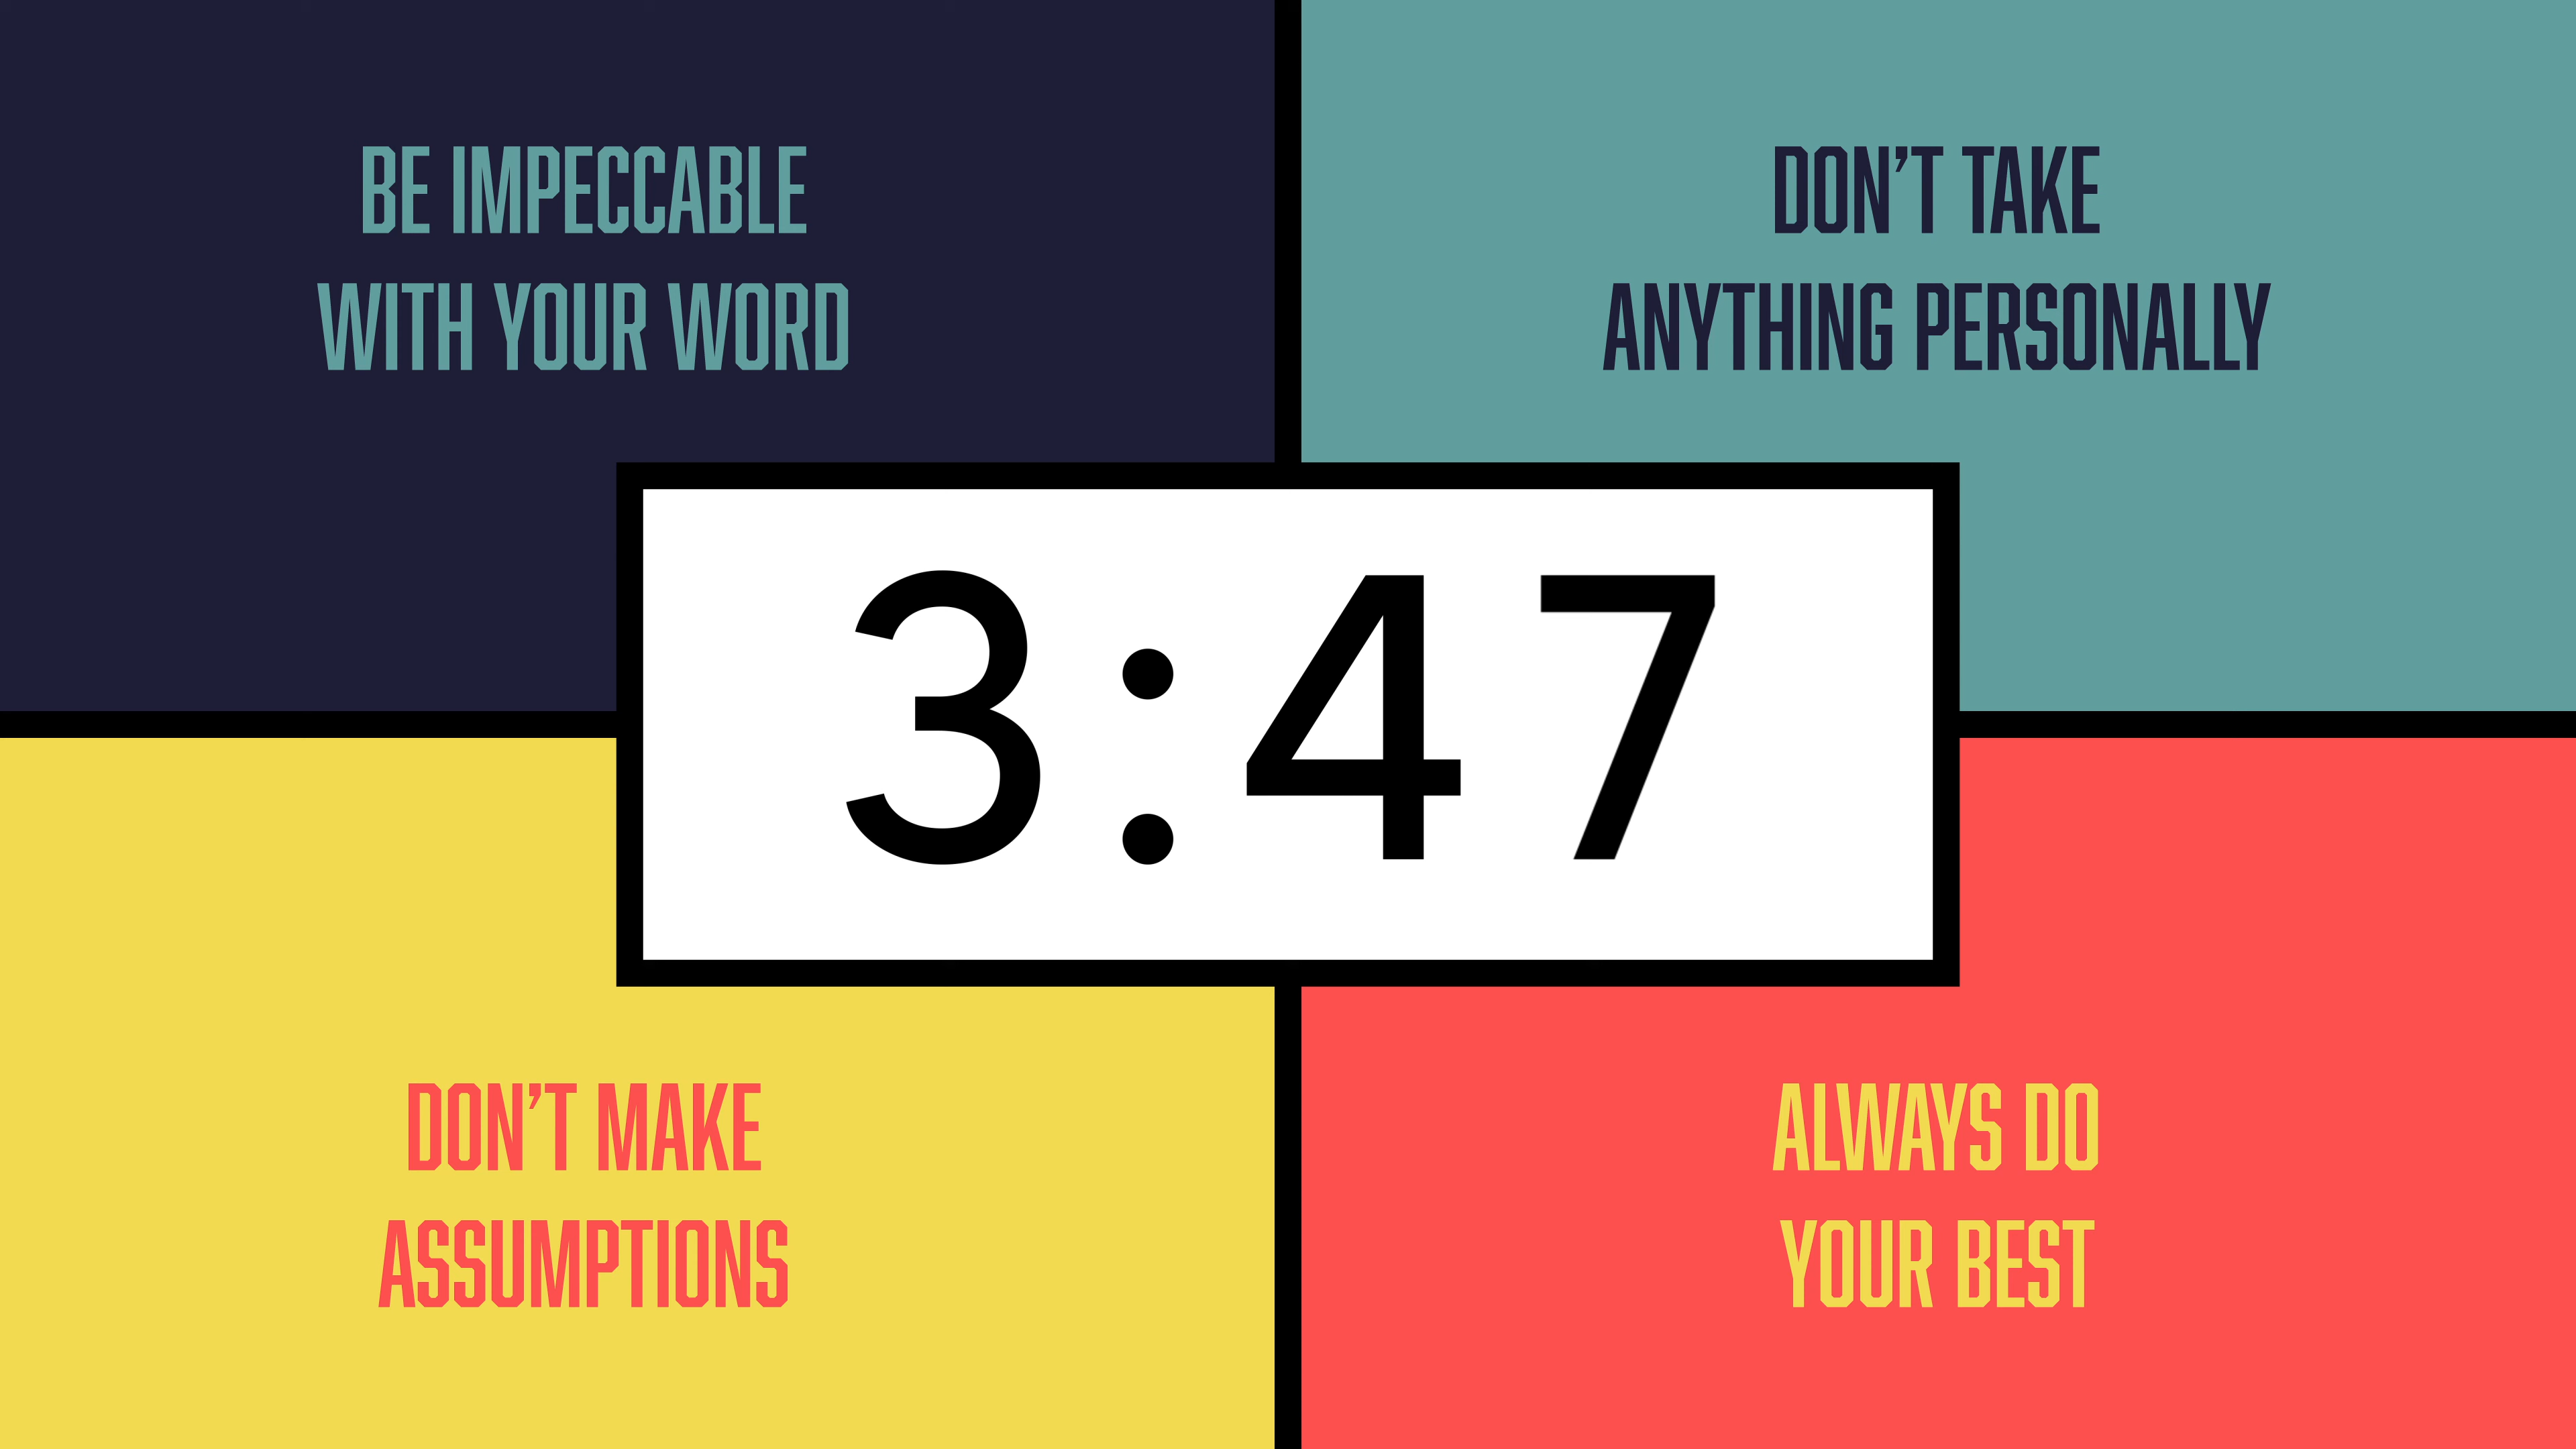 BE IMPECCABLE
WITH YOUR WORD
DON'T TAKE
ANYTHING PERSONALLY
3:47
DON'T MAKE
ASSUMPTIONS
ALWAYS DO
YOUR BEST